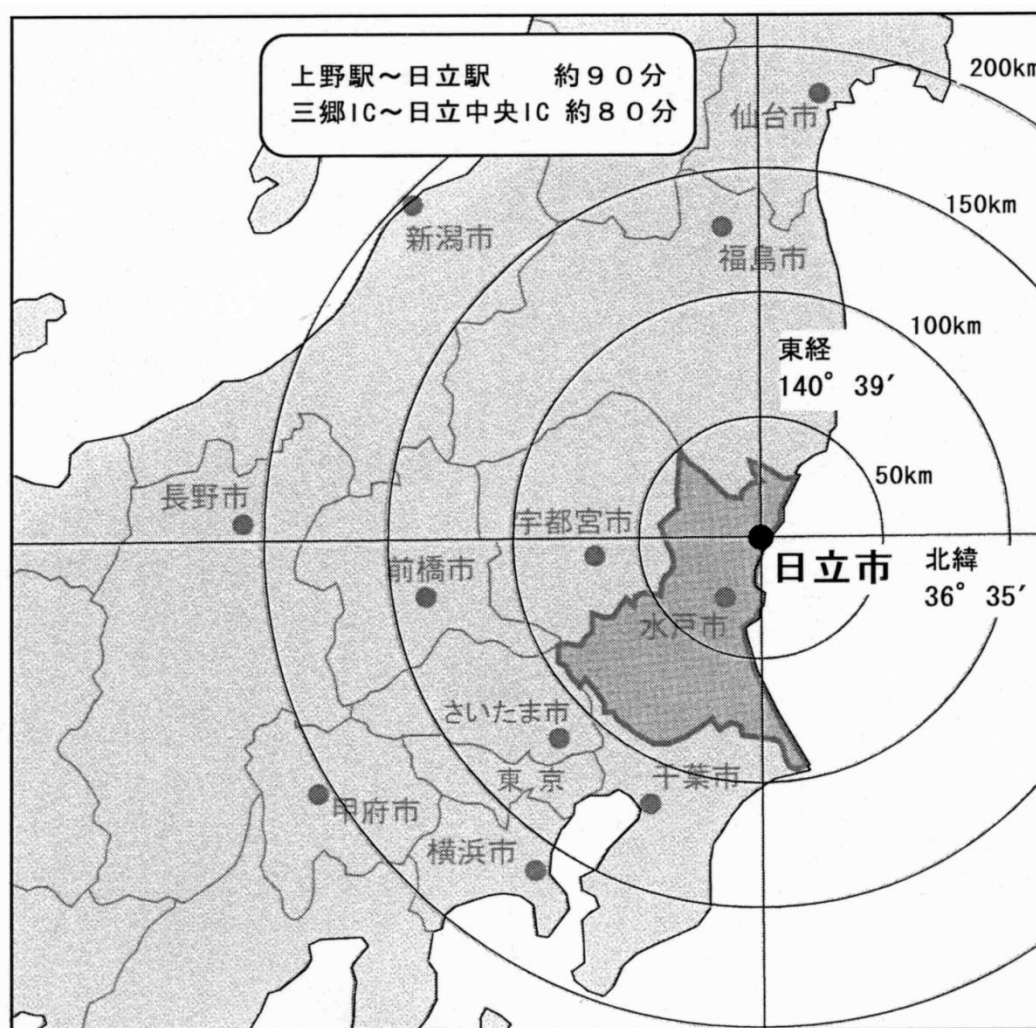 上野駅～日立駅　　約９０分
三郷IC～日立中央IC 約８０分
200km
仙台市
150km
新潟市
福島市
100km
東経
140° 39′
50km
長野市
宇都宮市
日立市
北緯
36° 35′
前橋市
水戸市
さいたま市
東 京
千葉市
甲府市
横浜市